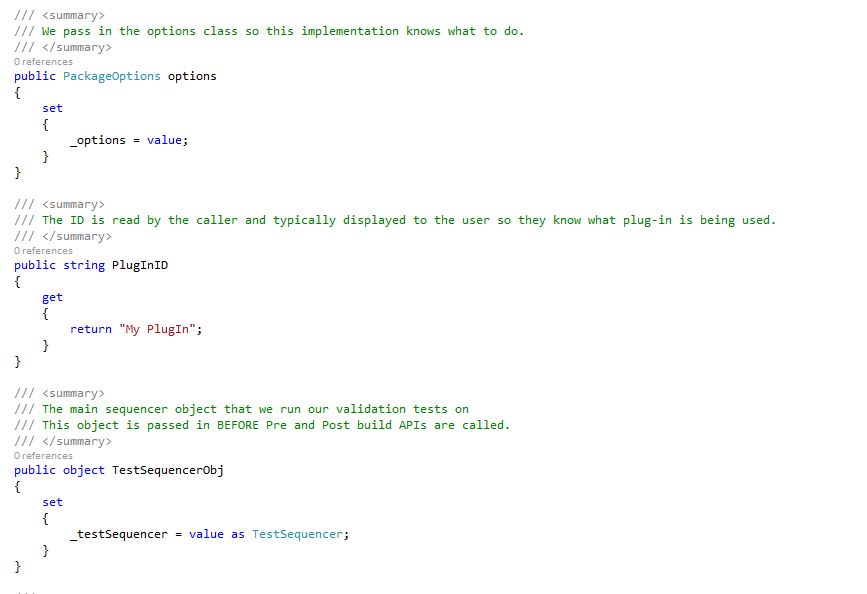 /// <summary>
/// We pass in the options class so this implementation knows what to do.
/// </summary>
0 references
public PackageOptions options
{
    set
    {
        _options = value;
    }
}
/// <summary>
/// The ID is read by the caller and typically displayed to the user so they know what plug-in is being used.
/// </summary>
0 references
public string PlugInID
{
    get
    {
        return "My PlugIn";
    }
}
/// <summary>
/// The main sequencer object that we run our validation tests on
/// This object is passed in BEFORE Pre and Post build APIs are called.
/// </summary>
0 references
public object TestSequencerObj
{
    set
    {
        _testSequencer = value as TestSequencer;
    }
}